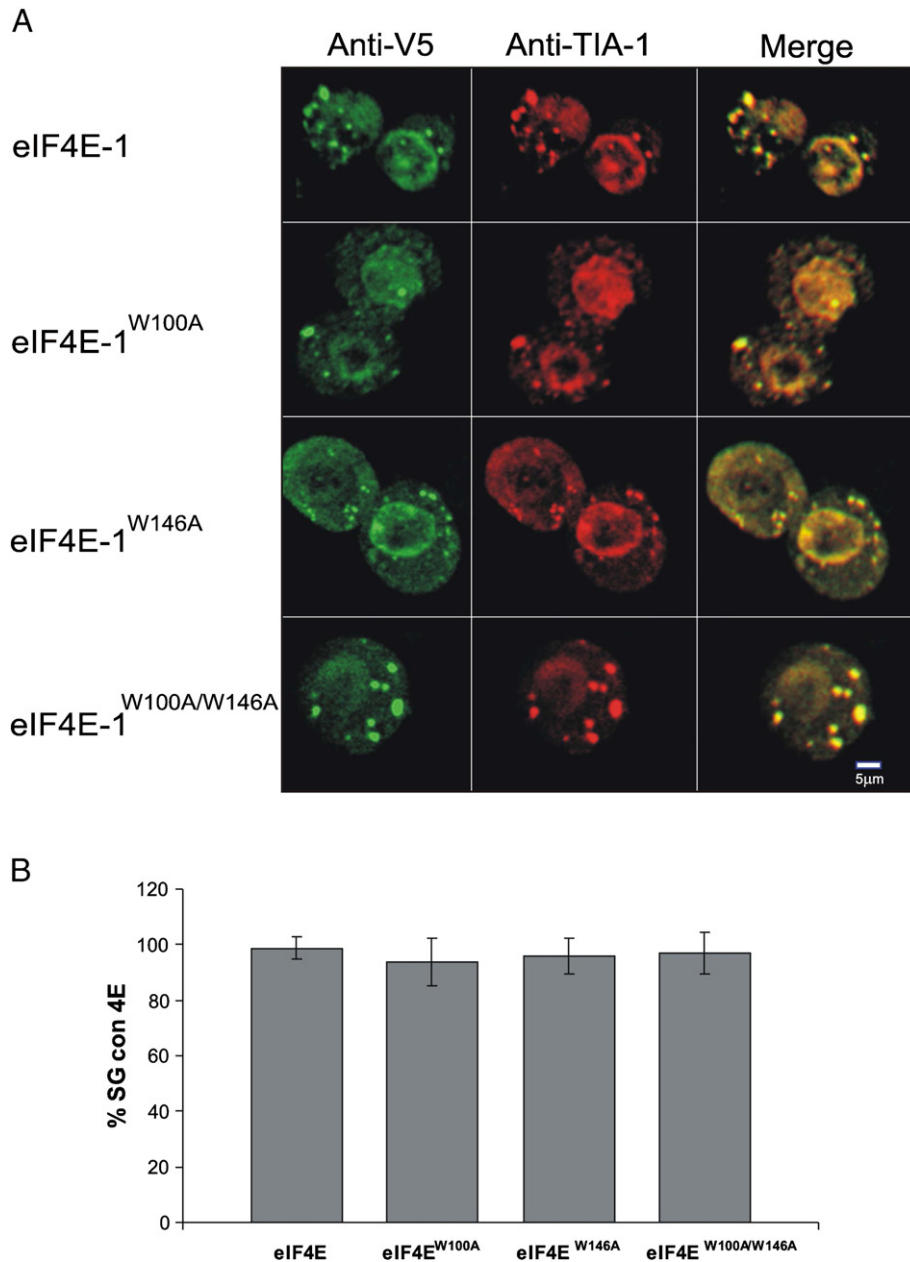 A
Anti-V5 Anti-TIA-1 Merge
eIF4E-1
eIF4E-1W100A
eIF4E-1W146A
eIF4E-1W100A/W146A
5µm
B
120
100
80
60
40
20
0
% SG con 4E
eIF4E eIF4EW100A eIF4E W146A eIF4E W100A/W146A